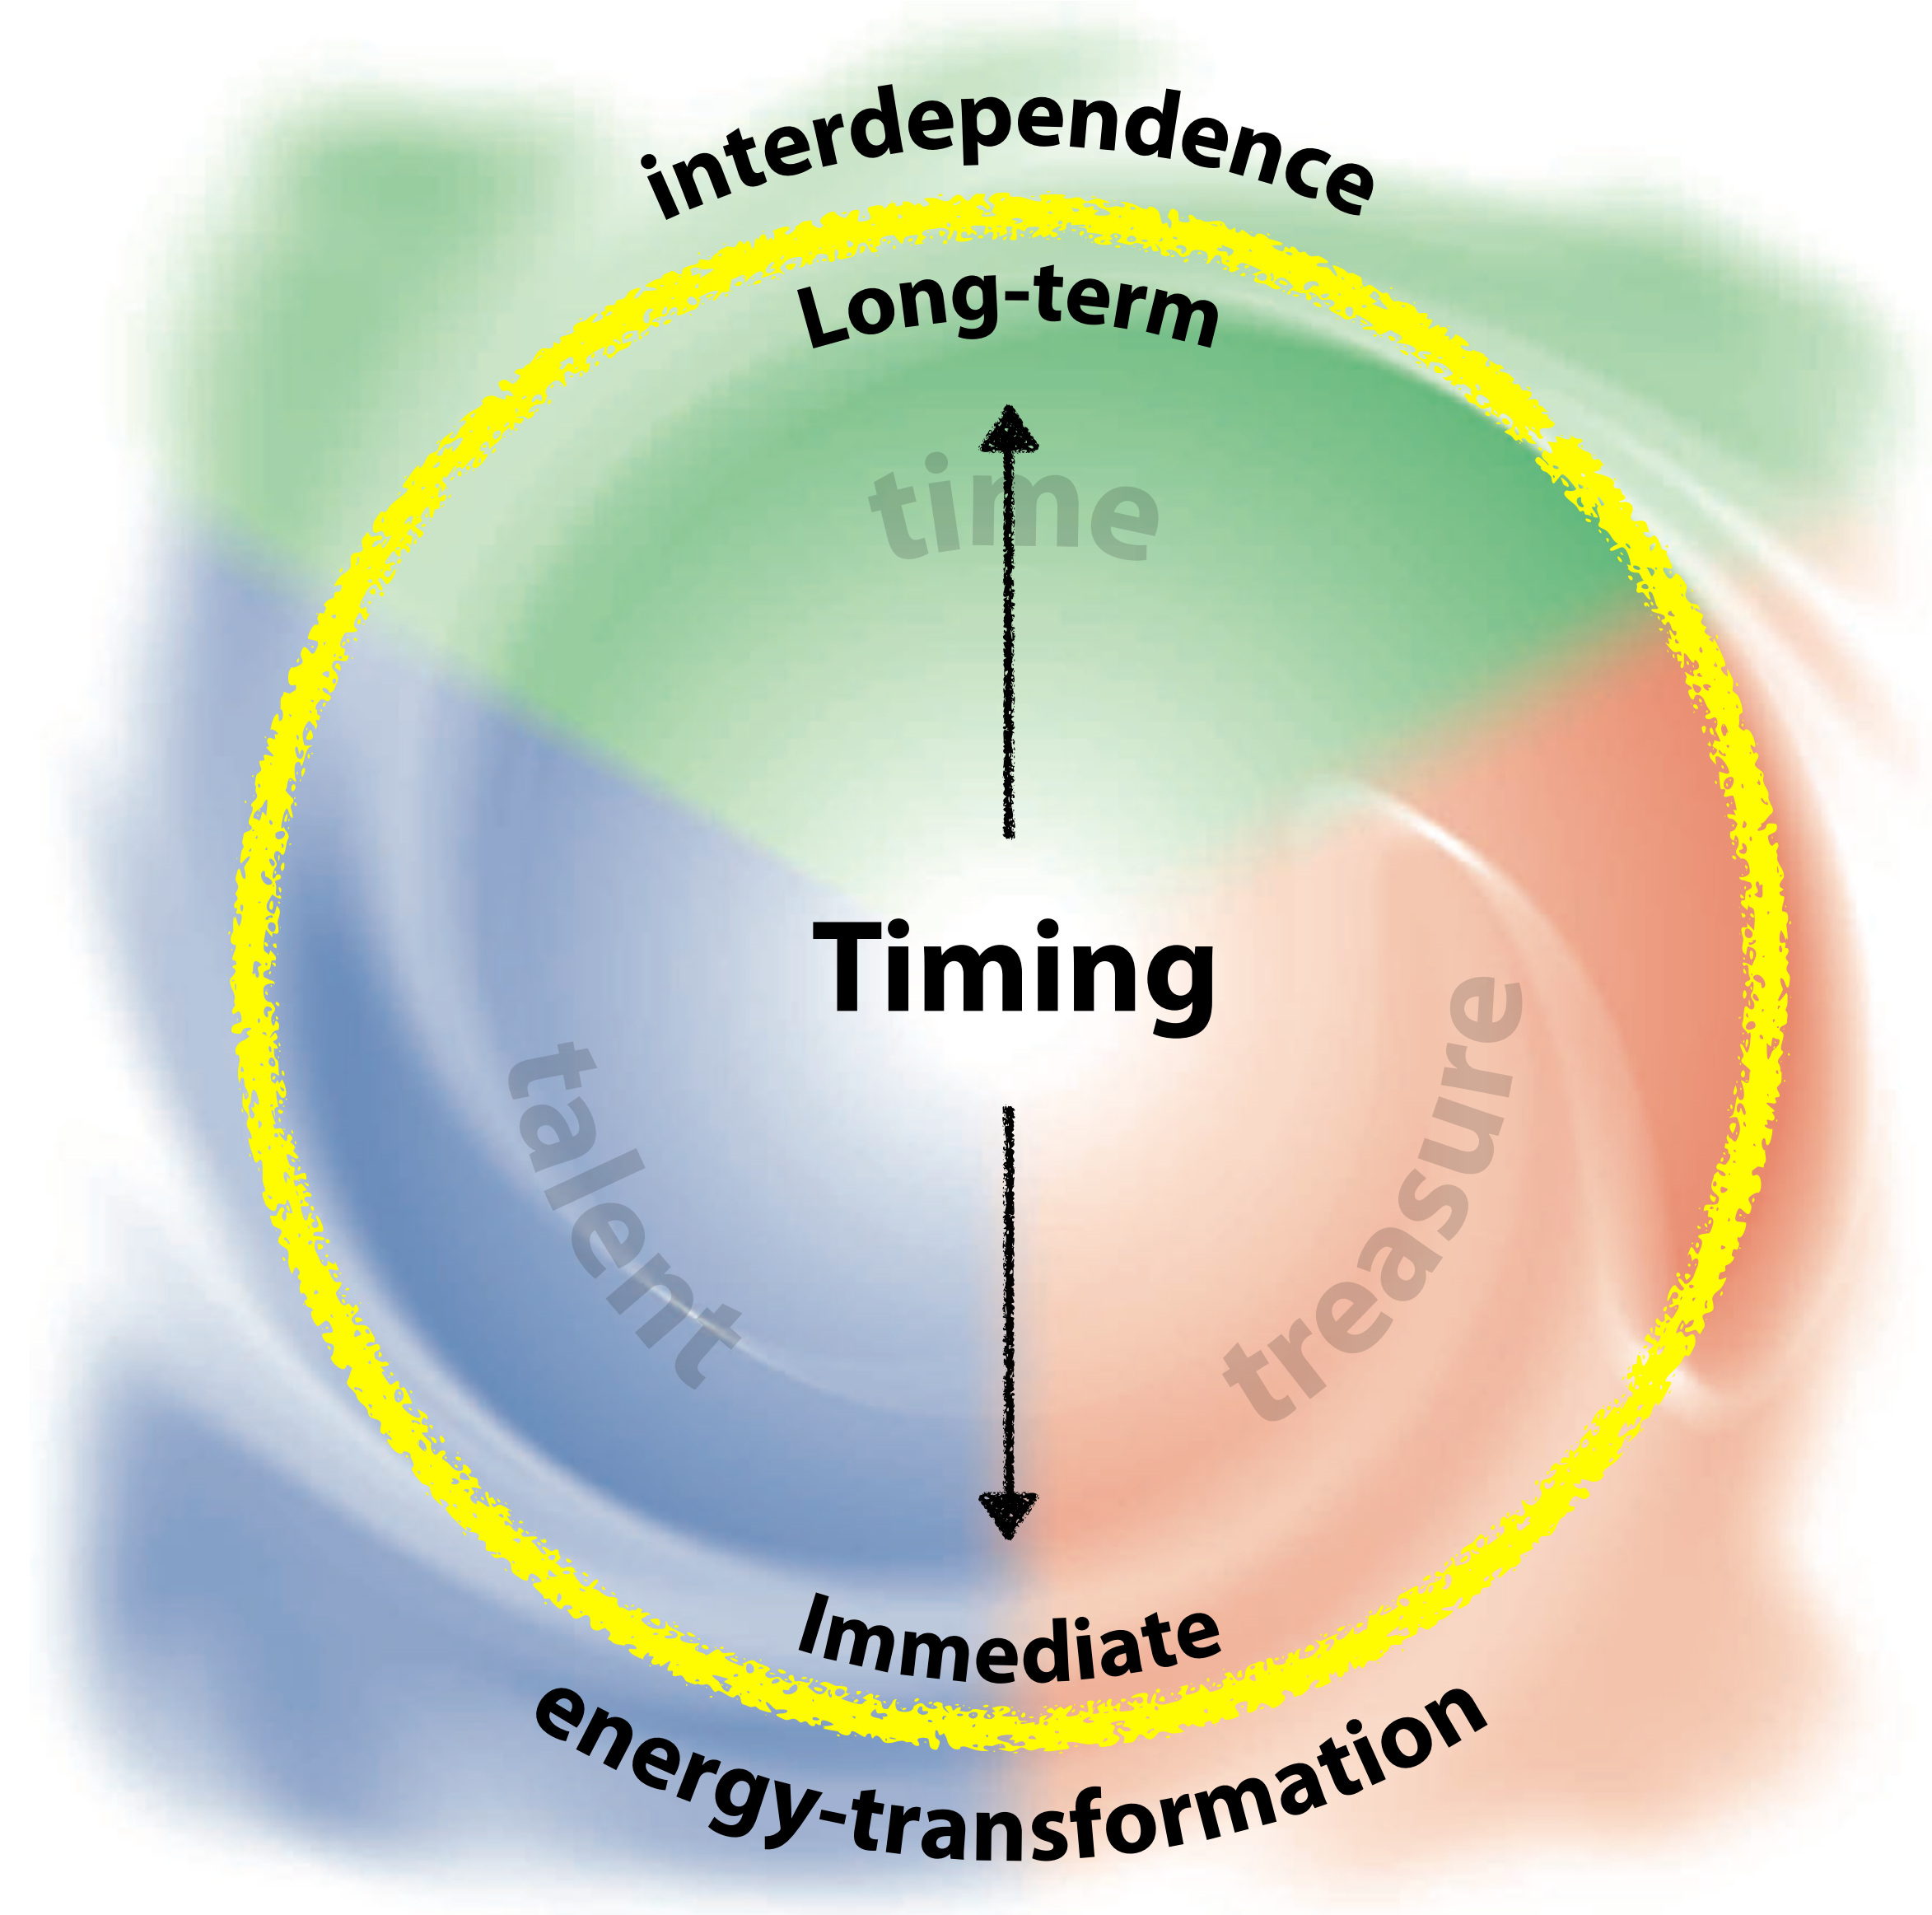 interdependence
Long-term
time
Timing
talent
treasure
Immediate
energy-transformation